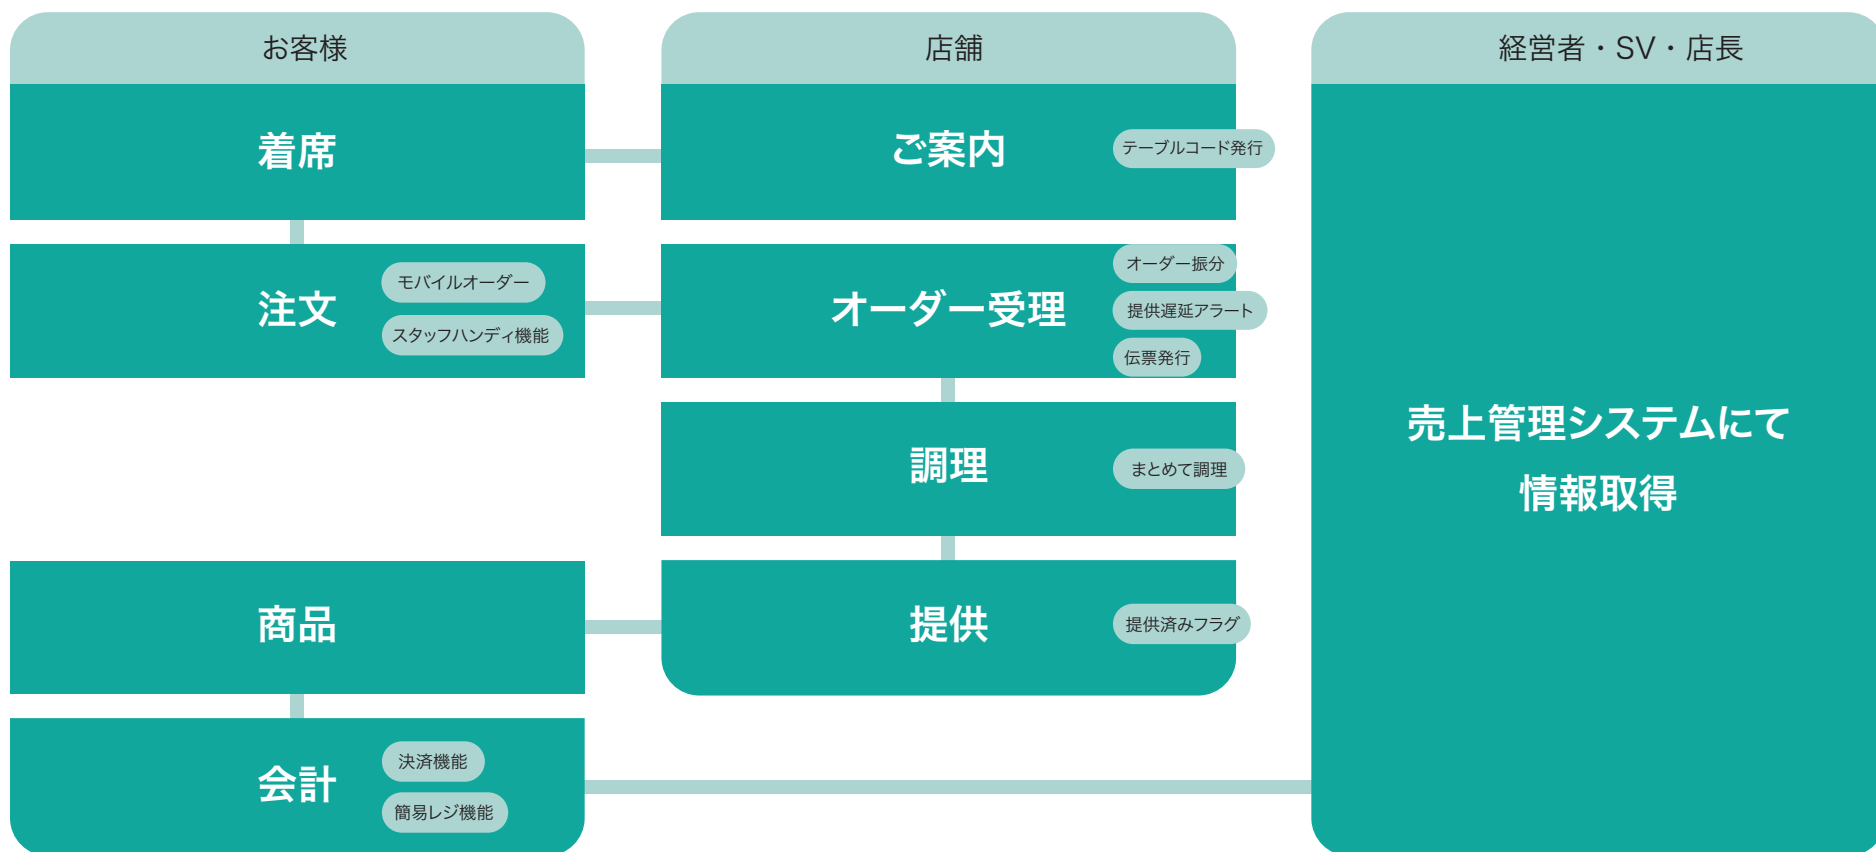 お客様
店舗
経営者・SV・店長
着席
ご案内
テーブルコード発行
注文
モバイルオーダー
スタッフハンディ機能
オーダー受理
オーダー振分
提供遅延アラート
伝票発行
調理
まとめて調理
売上管理システムにて
情報取得
商品
提供
提供済みフラグ
会計
決済機能
簡易レジ機能